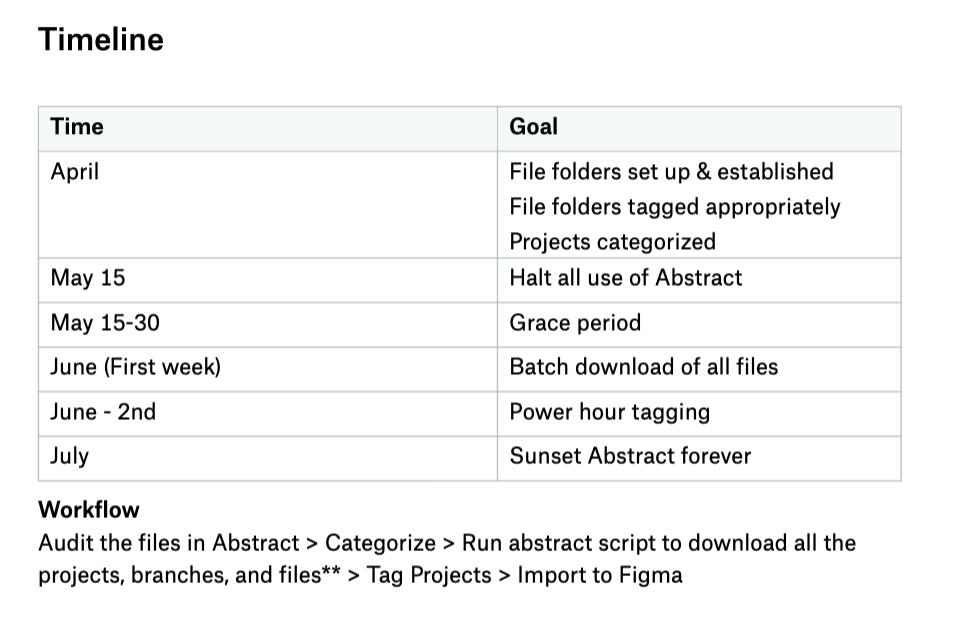 Timeline
Time
Goal
April
File folders set up & established
File folders tagged appropriately
Projects categorized
May 15
Halt all use of Abstract
May 15-30
Grace period
June (First week)
Batch download of all files
June - 2nd
Power hour tagging
July
Sunset Abstract forever
Workflow
Audit the files in Abstract > Categorize > Run abstract script to download all the
projects, branches, and files** > Tag Projects > Import to Figma